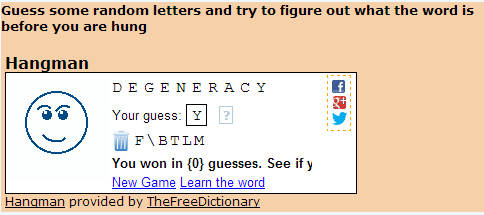 Guess some random letters and try to figure out what the word is
before you are hung
Hangman
D E G E N E R A C Y
Your guess: Y ?
F\BTLM
You won in {0} guesses. See if y
New Game Learn the word
Hangman provided by TheFreeDictionary